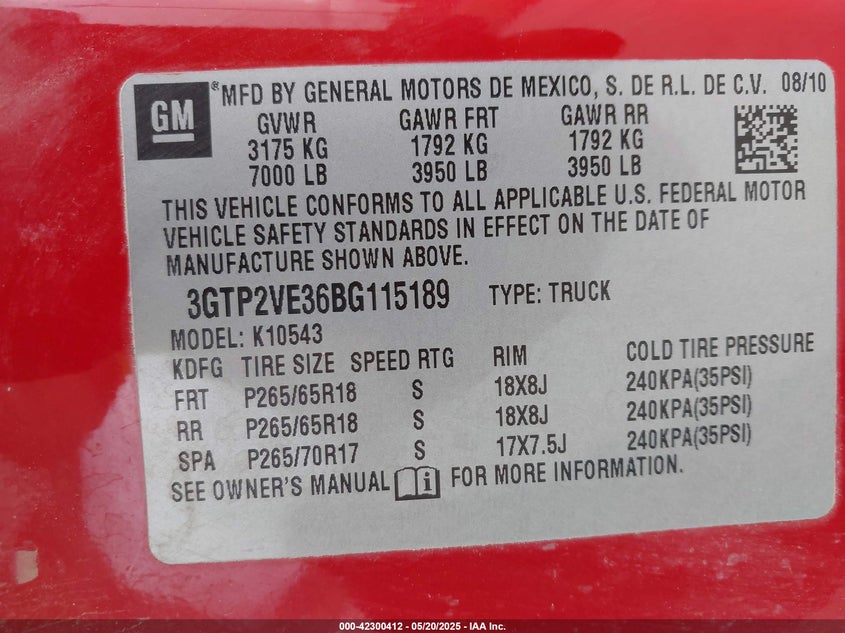 GM ® MFD BY GENERAL MOTORS DE MEXICO, S. DE R.L. DE C.V. 08/10
GVWR GAWR FRT GAWR RR
3175 KG 1792 KG 1792 KG
7000 LB 3950 LB 3950 LB
THIS VEHICLE CONFORMS TO ALL APPLICABLE U.S. FEDERAL MOTOR
VEHICLE SAFETY STANDARDS IN EFFECT ON THE DATE OF
MANUFACTURE SHOWN ABOVE.
3GTP2VE36BG115189 TYPE: TRUCK
MODEL: K10543
KDFG TIRE SIZE SPEED RTG RIM COLD TIRE PRESSURE
FRT P265/65R18 S 18X8J 240KPA(35PSI)
RR P265/65R18 S 18X8J 240KPA(35PSI)
SPA P265/70R17 S 17X7.5J 240KPA(35PSI)
SEE OWNER'S MANUAL i FOR MORE INFORMATION.
000-42300412 - 05/20/2025 - IAA Inc.